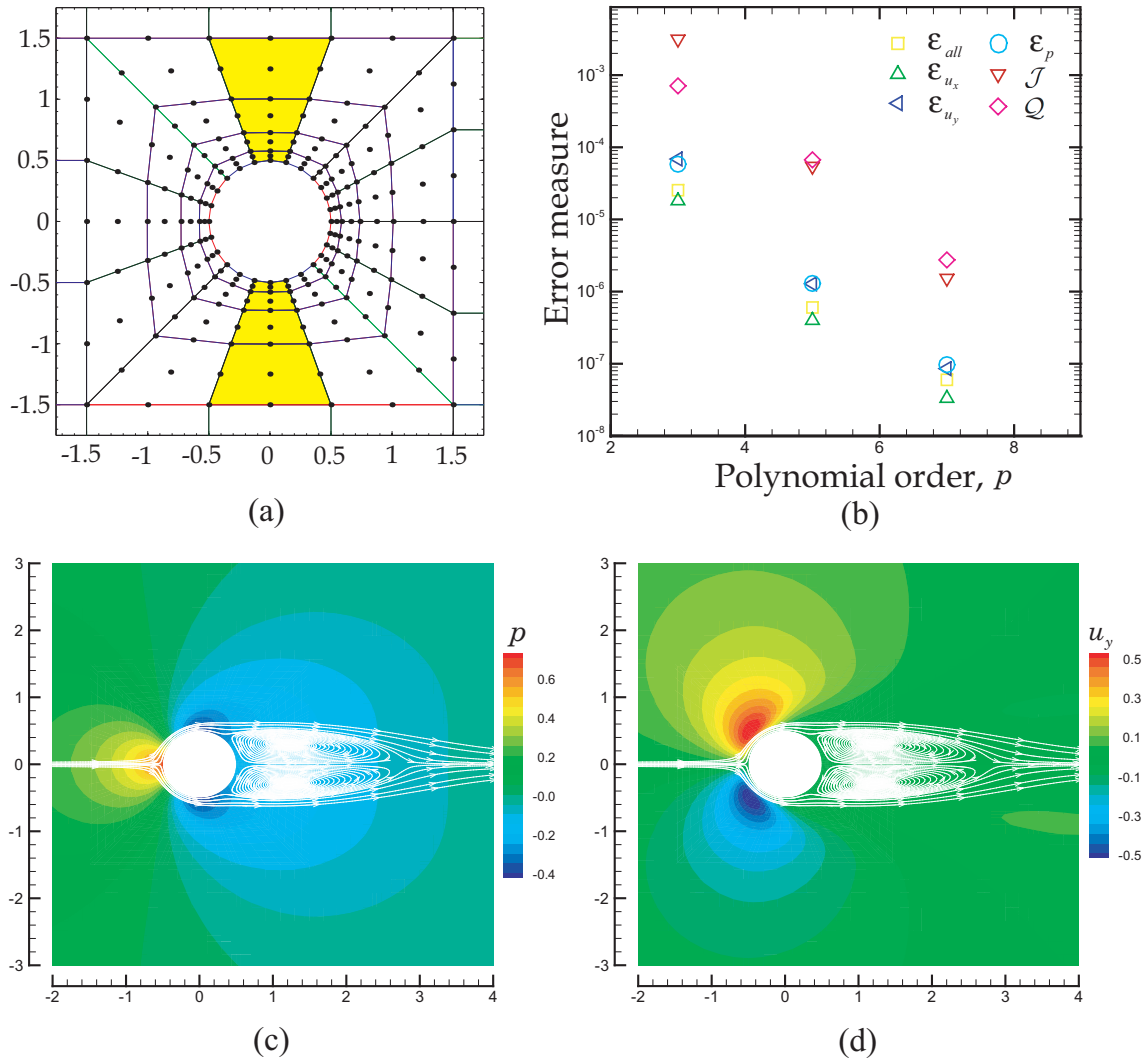 1.5
1
0.5
0
-0.5
-1
-1.5
-1.5 -1 -0.5 0 0.5 1 1.5
(a)
Error measure
10⁻³
10⁻⁴
10⁻⁵
10⁻⁶
10⁻⁷
10⁻⁸
2 4 6 8
Polynomial order, p
ε_all ε_p
ε_{u_x} 𝒥
ε_{u_y} 𝒬
(b)
3
2
1
0
-1
-2
-3
-2 -1 0 1 2 3 4
p
0.6
0.4
0.2
-0.0
-0.2
-0.4
(c)
3
2
1
0
-1
-2
-3
-2 -1 0 1 2 3 4
u_y
0.5
0.3
0.1
-0.1
-0.3
-0.5
(d)